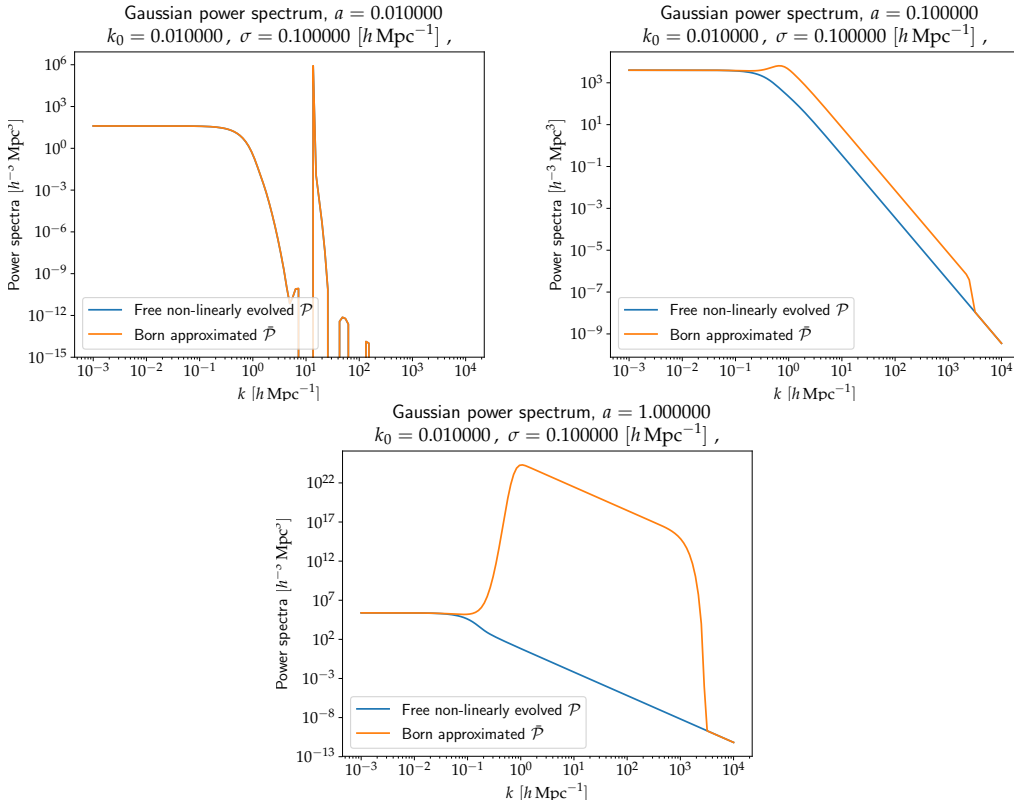 Gaussian power spectrum, a = 0.010000
k₀ = 0.010000 , σ = 0.100000 [h Mpc⁻¹] ,
Power spectra [h⁻³ Mpc³]
10⁶
10³
10⁰
10⁻³
10⁻⁶
10⁻⁹
10⁻¹²
10⁻¹⁵
Free non-linearly evolved 𝒫
Born approximated 𝒫̄
10⁻³ 10⁻² 10⁻¹ 10⁰ 10¹ 10² 10³ 10⁴
k [h Mpc⁻¹]
Gaussian power spectrum, a = 0.100000
k₀ = 0.010000 , σ = 0.100000 [h Mpc⁻¹] ,
Power spectra [h⁻³ Mpc³]
10³
10¹
10⁻¹
10⁻³
10⁻⁵
10⁻⁷
10⁻⁹
Free non-linearly evolved 𝒫
Born approximated 𝒫̄
10⁻³ 10⁻² 10⁻¹ 10⁰ 10¹ 10² 10³ 10⁴
k [h Mpc⁻¹]
Gaussian power spectrum, a = 1.000000
k₀ = 0.010000 , σ = 0.100000 [h Mpc⁻¹] ,
Power spectra [h⁻³ Mpc³]
10²²
10¹⁷
10¹²
10⁷
10²
10⁻³
10⁻⁸
10⁻¹³
Free non-linearly evolved 𝒫
Born approximated 𝒫̄
10⁻³ 10⁻² 10⁻¹ 10⁰ 10¹ 10² 10³ 10⁴
k [h Mpc⁻¹]